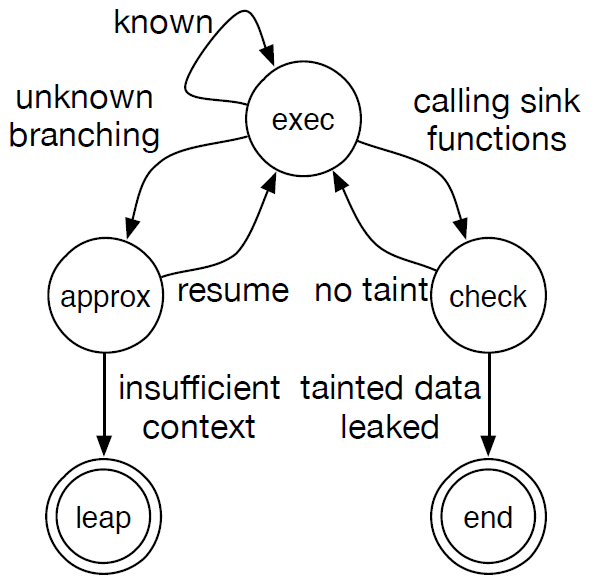 known
unknown
branching
exec
calling sink
functions
approx
resume
no taint
check
insufficient
context
tainted data
leaked
leap
end